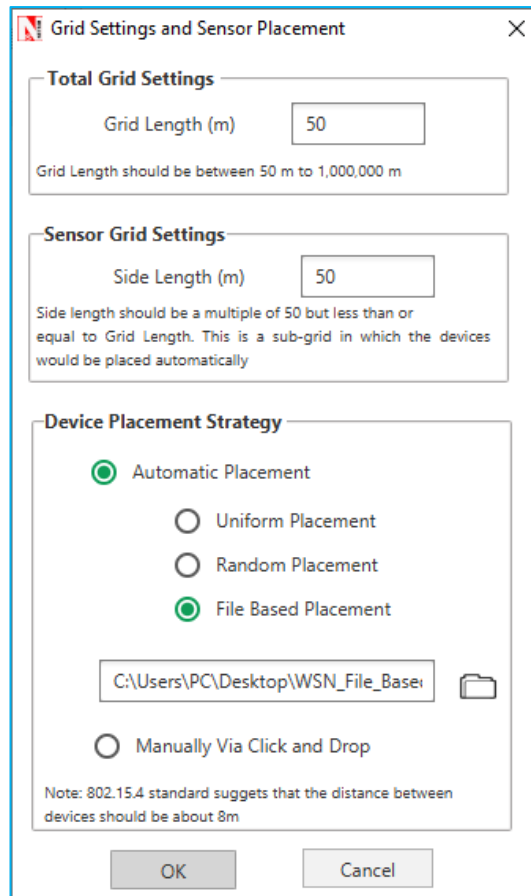 Grid Settings and Sensor Placement
Total Grid Settings
Grid Length (m) 50
Grid Length should be between 50 m to 1,000,000 m
Sensor Grid Settings
Side Length (m) 50
Side length should be a multiple of 50 but less than or
equal to Grid Length. This is a sub-grid in which the devices
would be placed automatically
Device Placement Strategy
Automatic Placement
Uniform Placement
Random Placement
File Based Placement
C:\Users\PC\Desktop\WSN_File_Based
Manually Via Click and Drop
Note: 802.15.4 standard suggests that the distance between
devices should be about 8m
OK Cancel